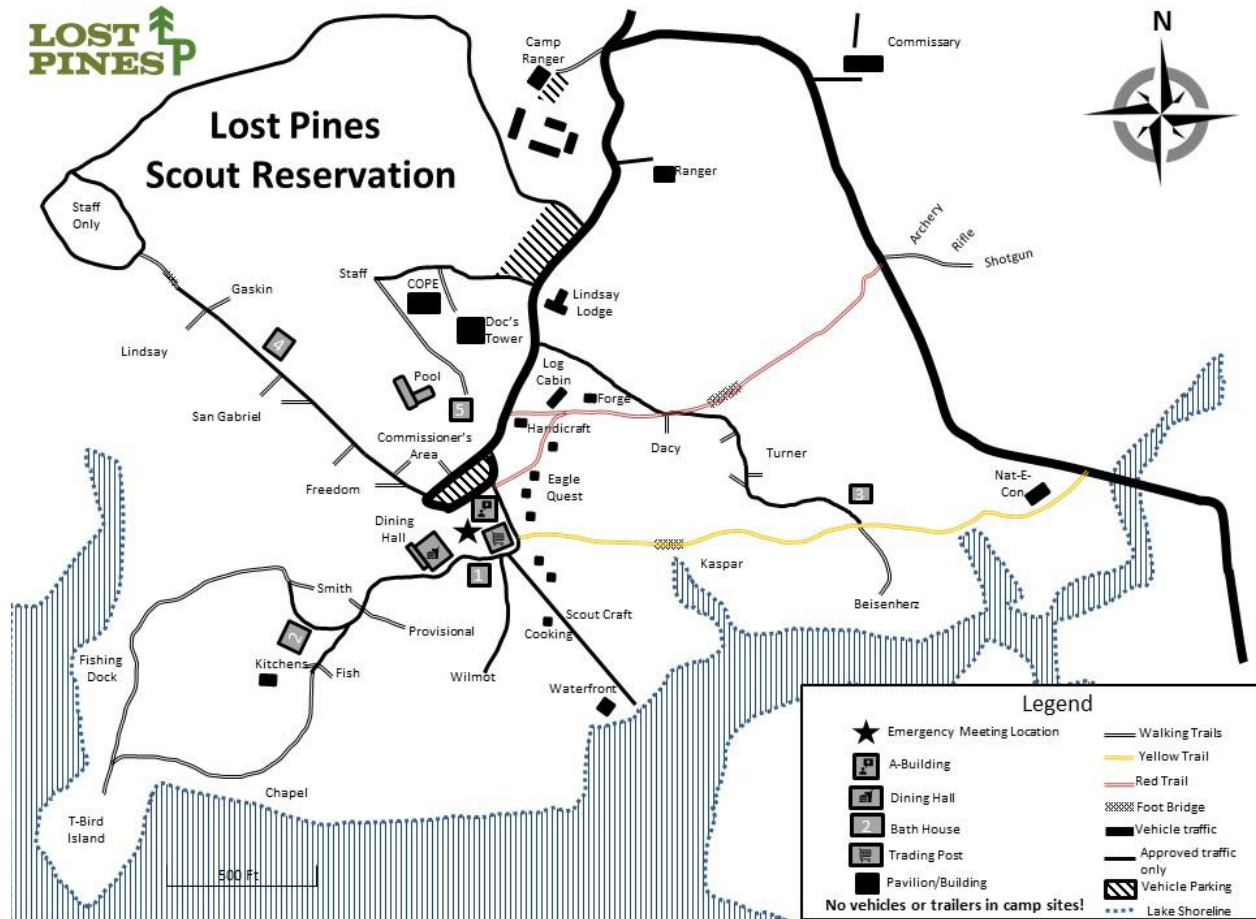 LOST
PINES
LP
Lost Pines
Scout Reservation
Camp
Ranger
Commissary
N
Ranger
Staff
Only
Archery
Rifle
Shotgun
Staff
COPE
Gaskin
Lindsay
Lodge
Doc's
Tower
Lindsay
4
Log
Cabin
Pool
Forge
5
San Gabriel
Handicraft
Commissioner's
Area
Dacy
Turner
Freedom
Eagle
Quest
Nat-E-
Con
3
Dining
Hall
Kaspar
1
Smith
Beisenherz
Scout Craft
Provisional
Cooking
2
Fishing
Dock
Kitchens
Fish
Wilmot
Waterfront
Chapel
T-Bird
Island
500 Ft
Legend
Emergency Meeting Location
A-Building
Dining Hall
2
Bath House
Trading Post
Pavilion/Building
No vehicles or trailers in camp sites!
Walking Trails
Yellow Trail
Red Trail
Foot Bridge
Vehicle traffic
Approved traffic
only
Vehicle Parking
Lake Shoreline